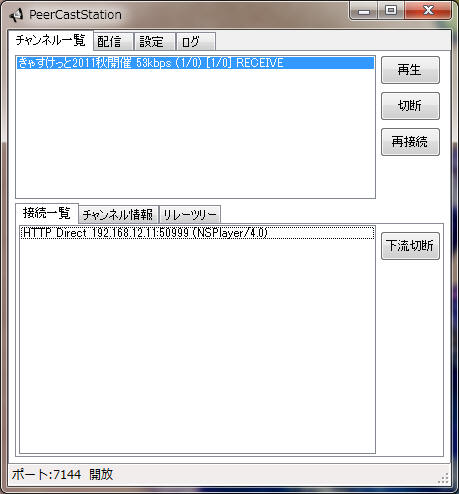 PeerCastStation
チャンネル一覧 配信 設定 ログ
きゃすけっと2011秋開催 53kbps (1/0) [1/0] RECEIVE
再生
切断
再接続
接続一覧 チャンネル情報 リレーツリー
HTTP Direct 192.168.12.11:50999 (NSPlayer/4.0)
下流切断
ポート:7144 開放